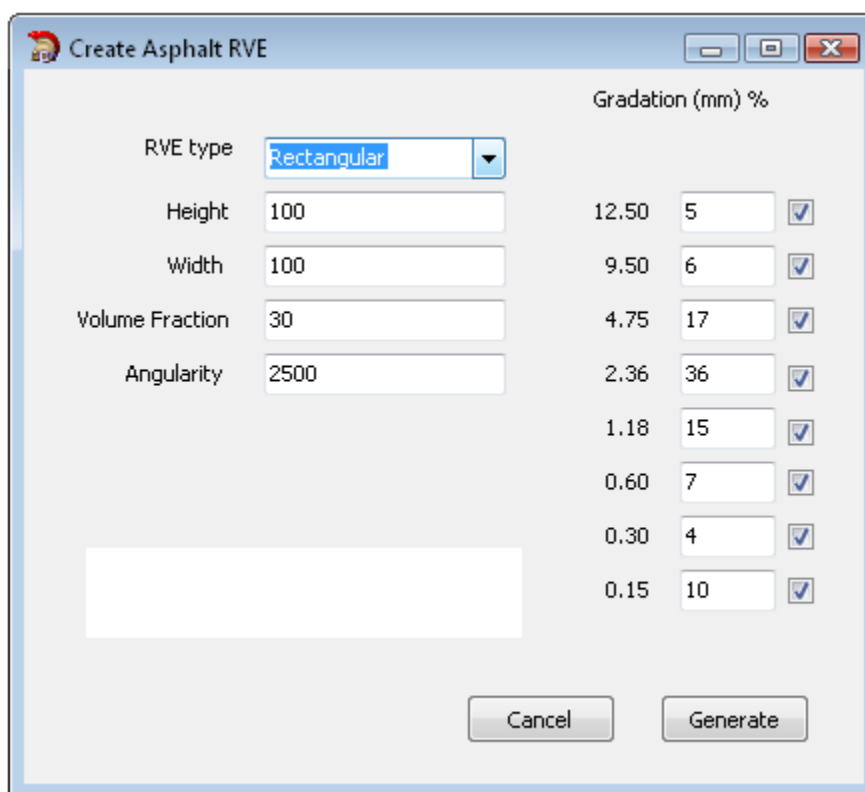 Create Asphalt RVE
Gradation (mm) %
RVE type Rectangular
Height 100 12.50 5
Width 100 9.50 6
Volume Fraction 30 4.75 17
Angularity 2500 2.36 36
1.18 15
0.60 7
0.30 4
0.15 10
Cancel Generate